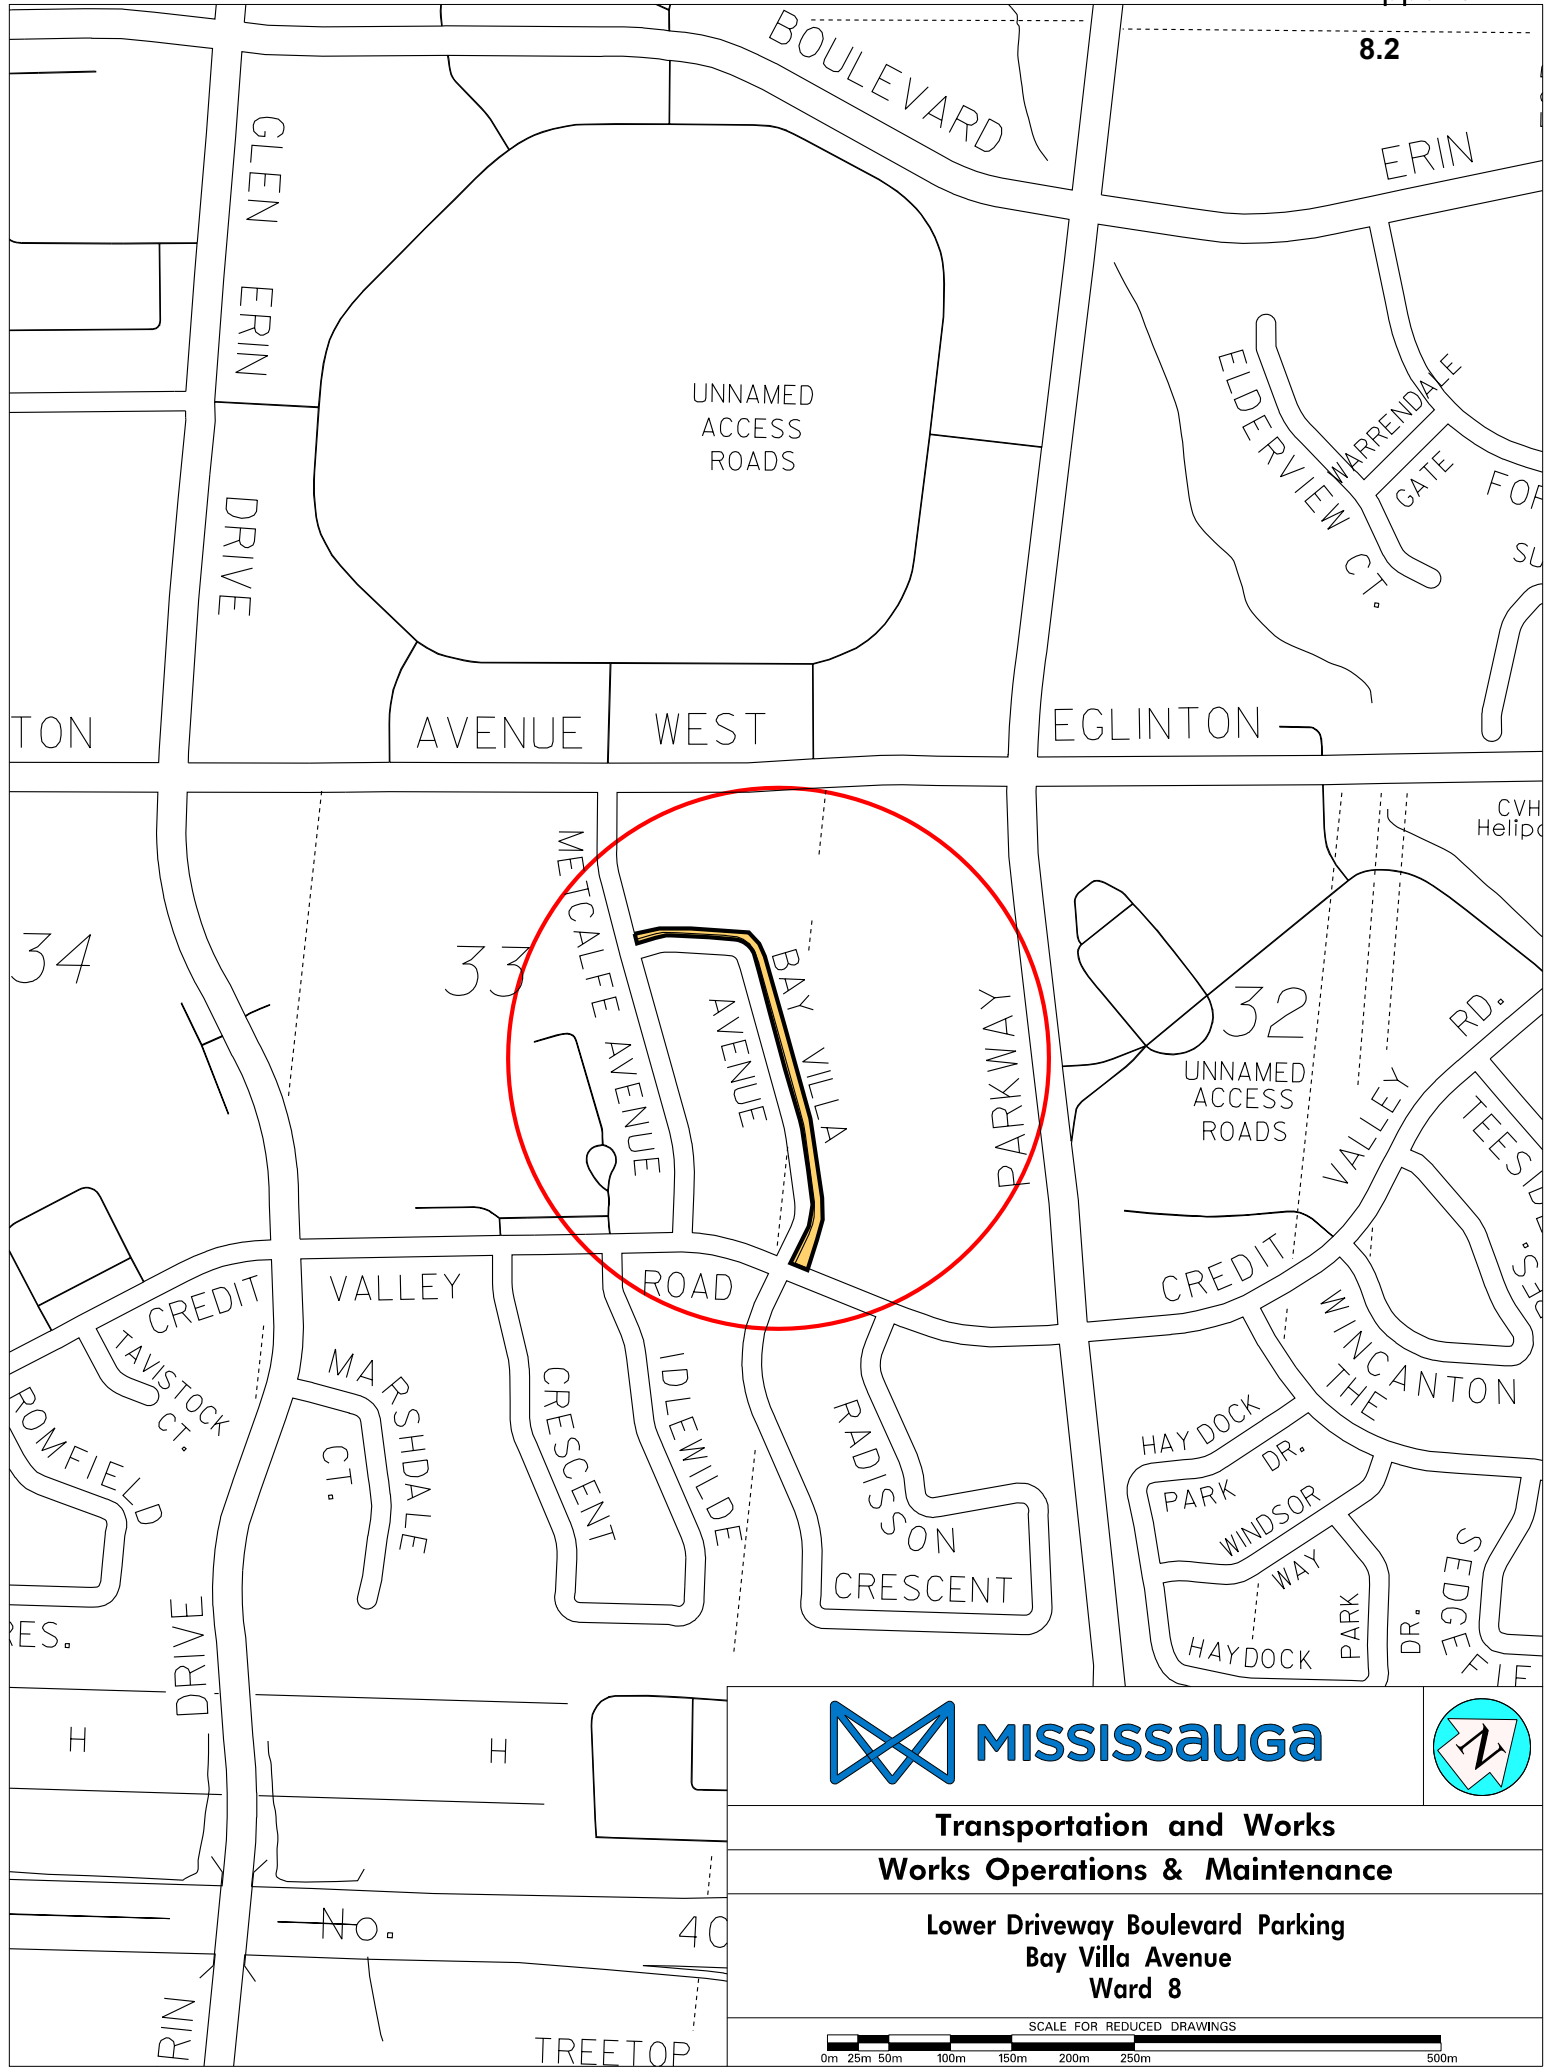 8.2
BOULEVARD
ERIN
GLEN ERIN DRIVE
UNNAMED
ACCESS
ROADS
ELDERVIEW CT.
WARRENDALE
GATE
TON
AVENUE WEST
EGLINTON
METCALFE AVENUE
34
33
32
BAY VILLA
AVENUE
PARKWAY
UNNAMED
ACCESS
ROADS
CREDIT
VALLEY
ROAD
CREDIT
VALLEY
RD.
TAVISTOCK
CT.
ROMFIELD
MARSHDALE
CT.
CRESCENT
IDLEWILDE
RADISSON
CRESCENT
WINCANTON
THE
HAYDOCK
PARK DR.
WINDSOR
WAY
HAYDOCK
PARK
DR.
DRIVE
H
H
No.
40
RIN
TREETOP
MISSISSAUGA
N
Transportation and Works
Works Operations & Maintenance
Lower Driveway Boulevard Parking
Bay Villa Avenue
Ward 8
SCALE FOR REDUCED DRAWINGS
0m 25m 50m 100m 150m 200m 250m 500m